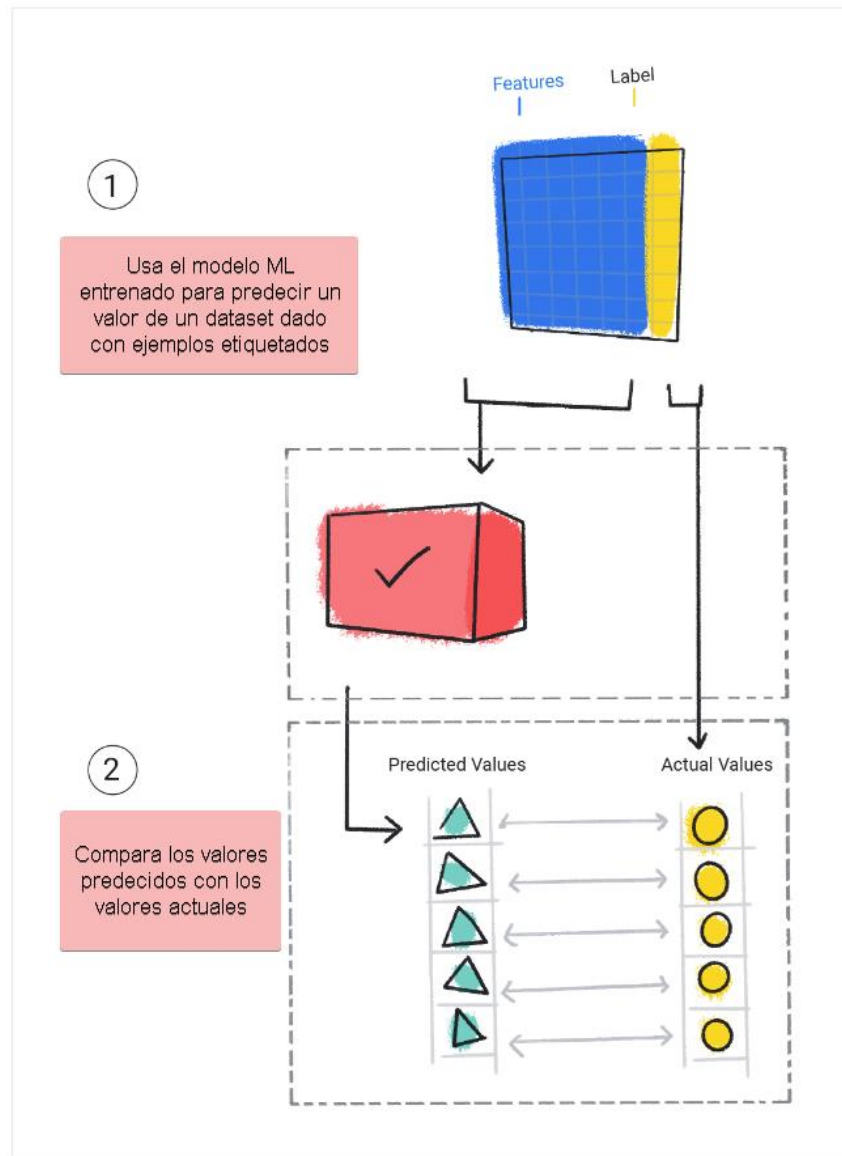 Features
Label
1
Usa el modelo ML
entrenado para predecir un
valor de un dataset dado
con ejemplos etiquetados
2
Predicted Values
Actual Values
Compara los valores
predecidos con los
valores actuales